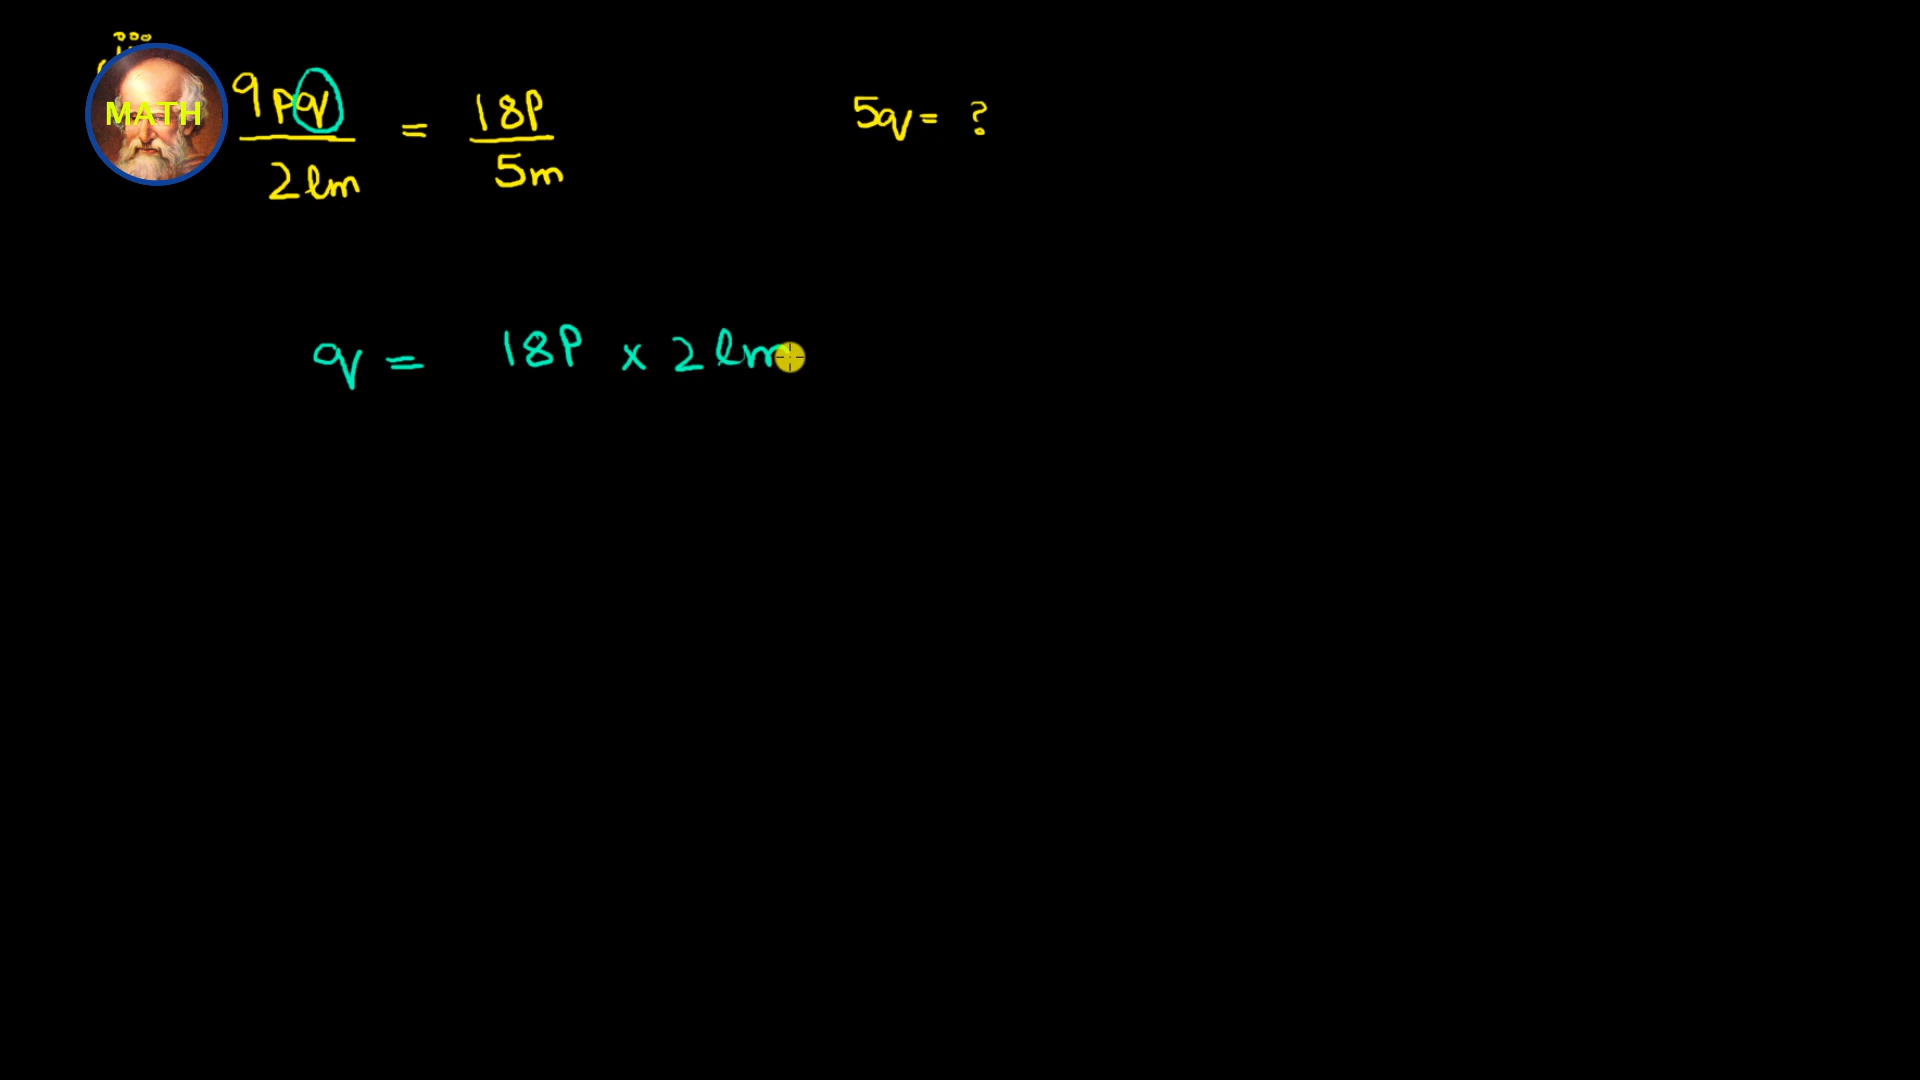 MATH
9pq/2lm = 18P/5m
5q = ?
q = 18P x 2lm